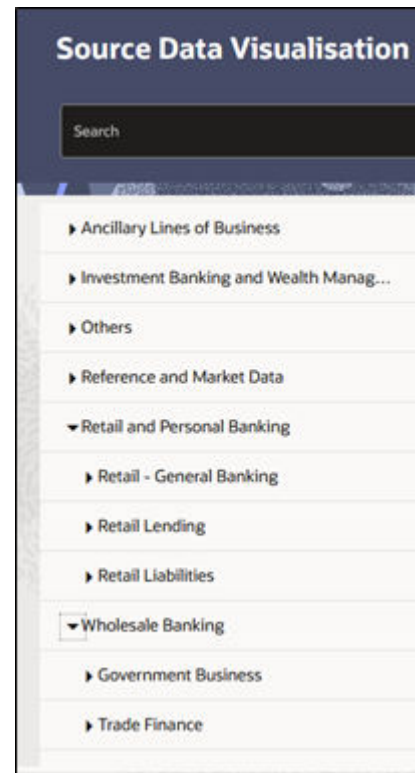 Source Data Visualisation
Search
Ancillary Lines of Business
Investment Banking and Wealth Manag...
Others
Reference and Market Data
Retail and Personal Banking
Retail - General Banking
Retail Lending
Retail Liabilities
Wholesale Banking
Government Business
Trade Finance